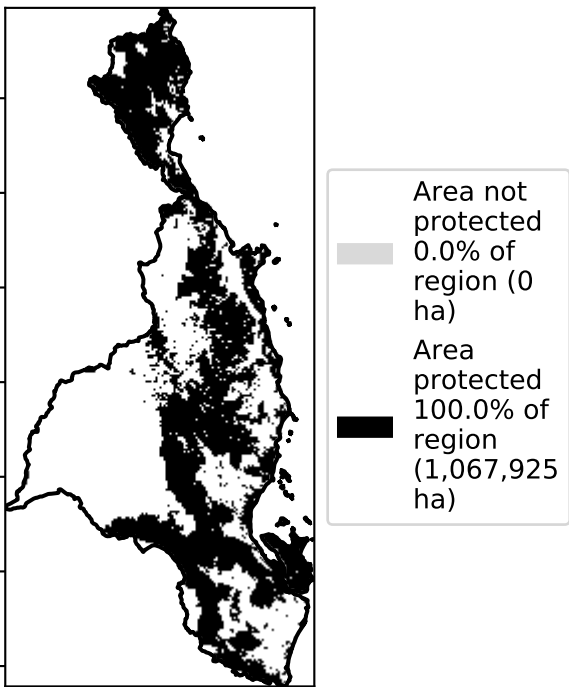 Area not
protected
0.0% of
region (0
ha)
Area
protected
100.0% of
region
(1,067,925
ha)